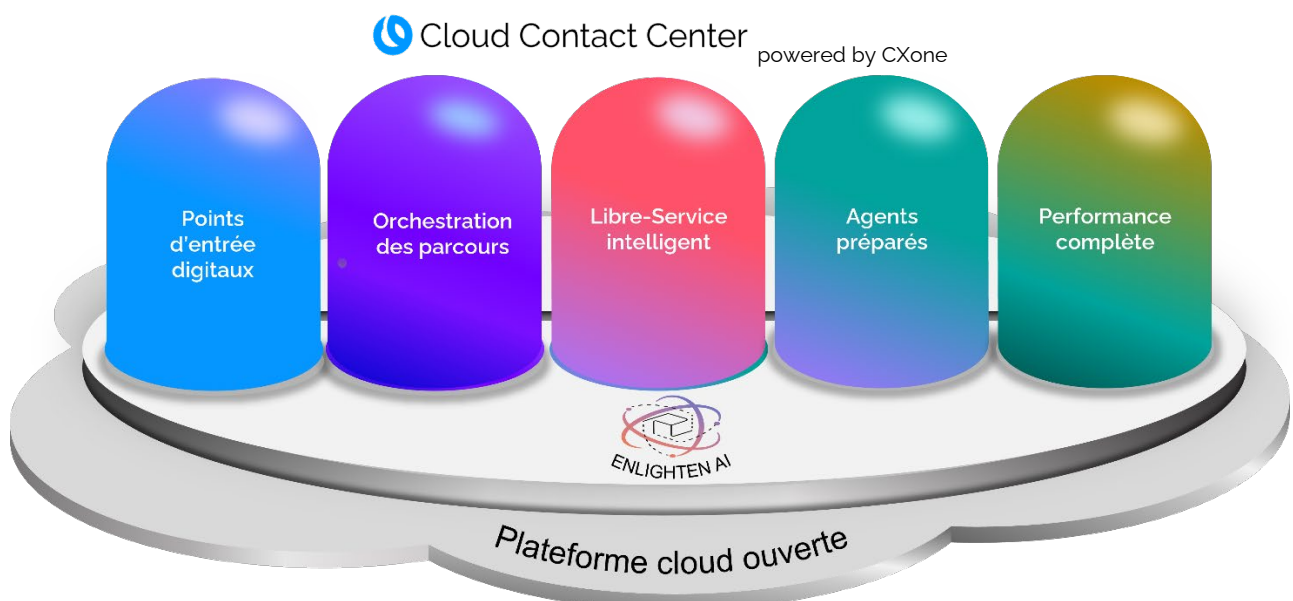 Cloud Contact Center
powered by CXone
Points
d'entrée
digitaux
Orchestration
des parcours
Libre-Service
intelligent
Agents
préparés
Performance
complète
ENLIGHTEN AI
Plateforme cloud ouverte